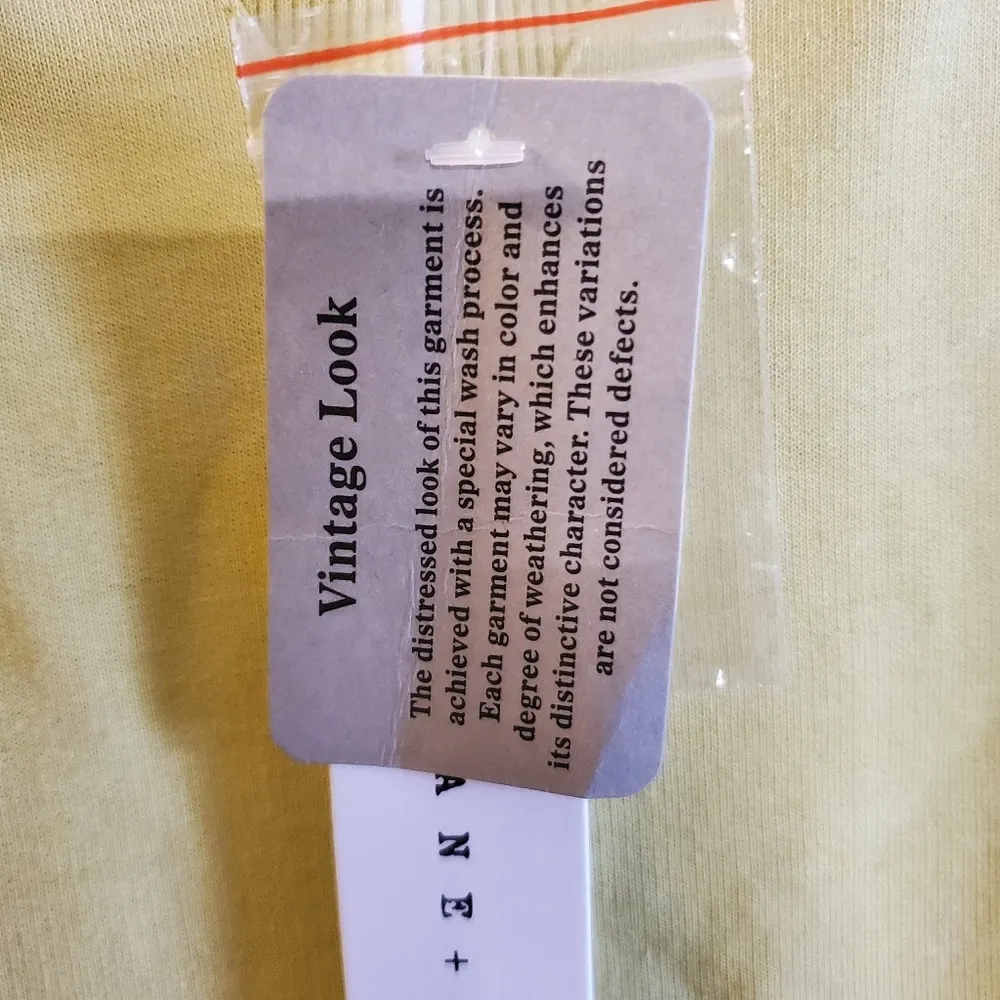 Vintage Look
The distressed look of this garment is
achieved with a special wash process.
Each garment may vary in color and
degree of weathering, which enhances
its distinctive character. These variations
are not considered defects.
A N E +